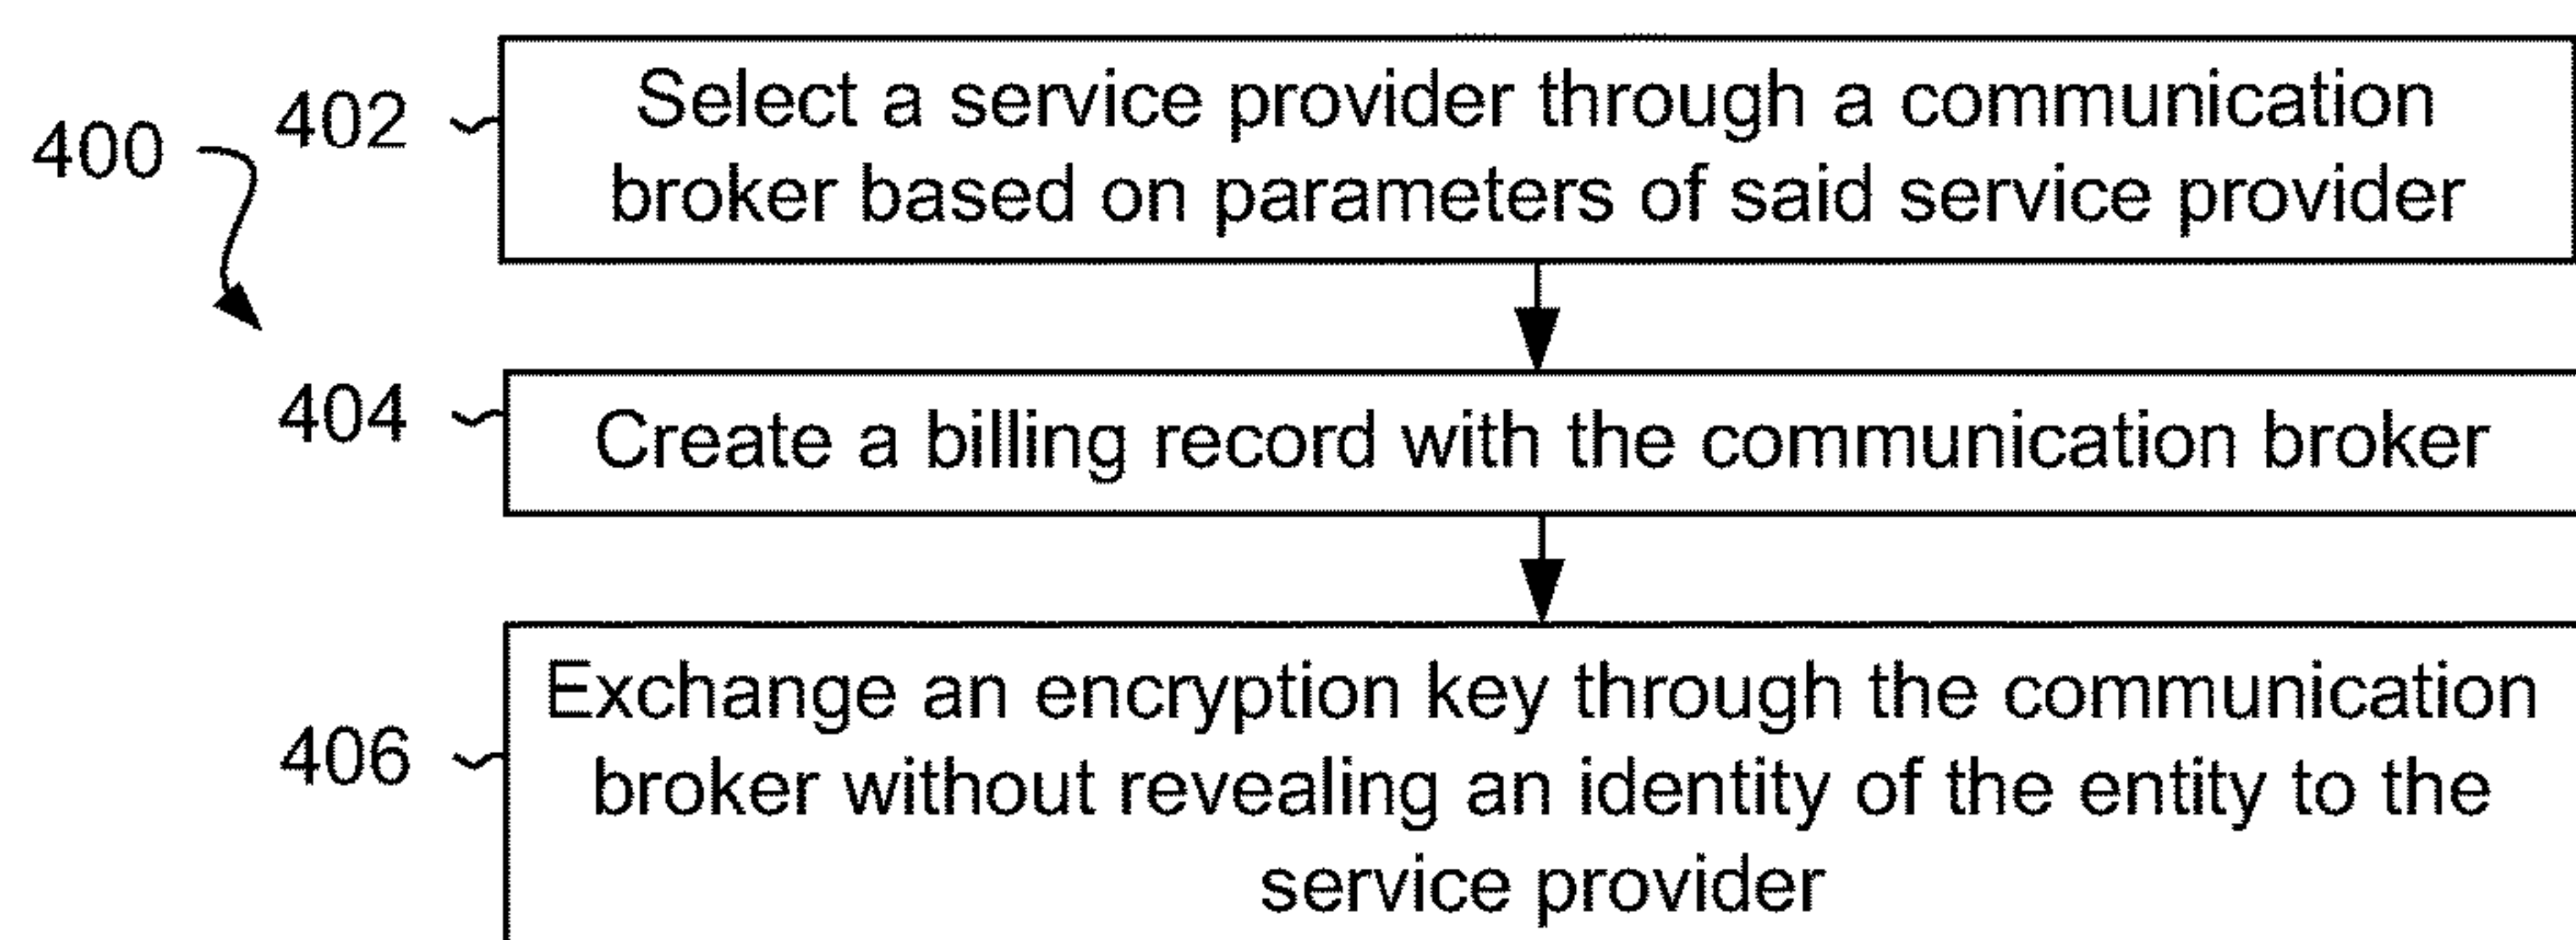 400
402
Select a service provider through a communication
broker based on parameters of said service provider
404
Create a billing record with the communication broker
406
Exchange an encryption key through the communication
broker without revealing an identity of the entity to the
service provider